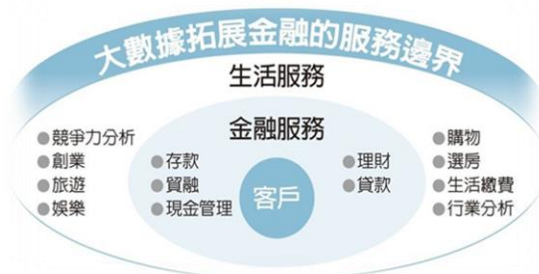 大數據拓展金融的服務邊界
生活服務
金融服務
●競爭力分析
●創業
●旅遊
●娛樂
●存款
●貿融
●現金管理
客戶
●理財
●貸款
●購物
●選房
●生活繳費
●行業分析